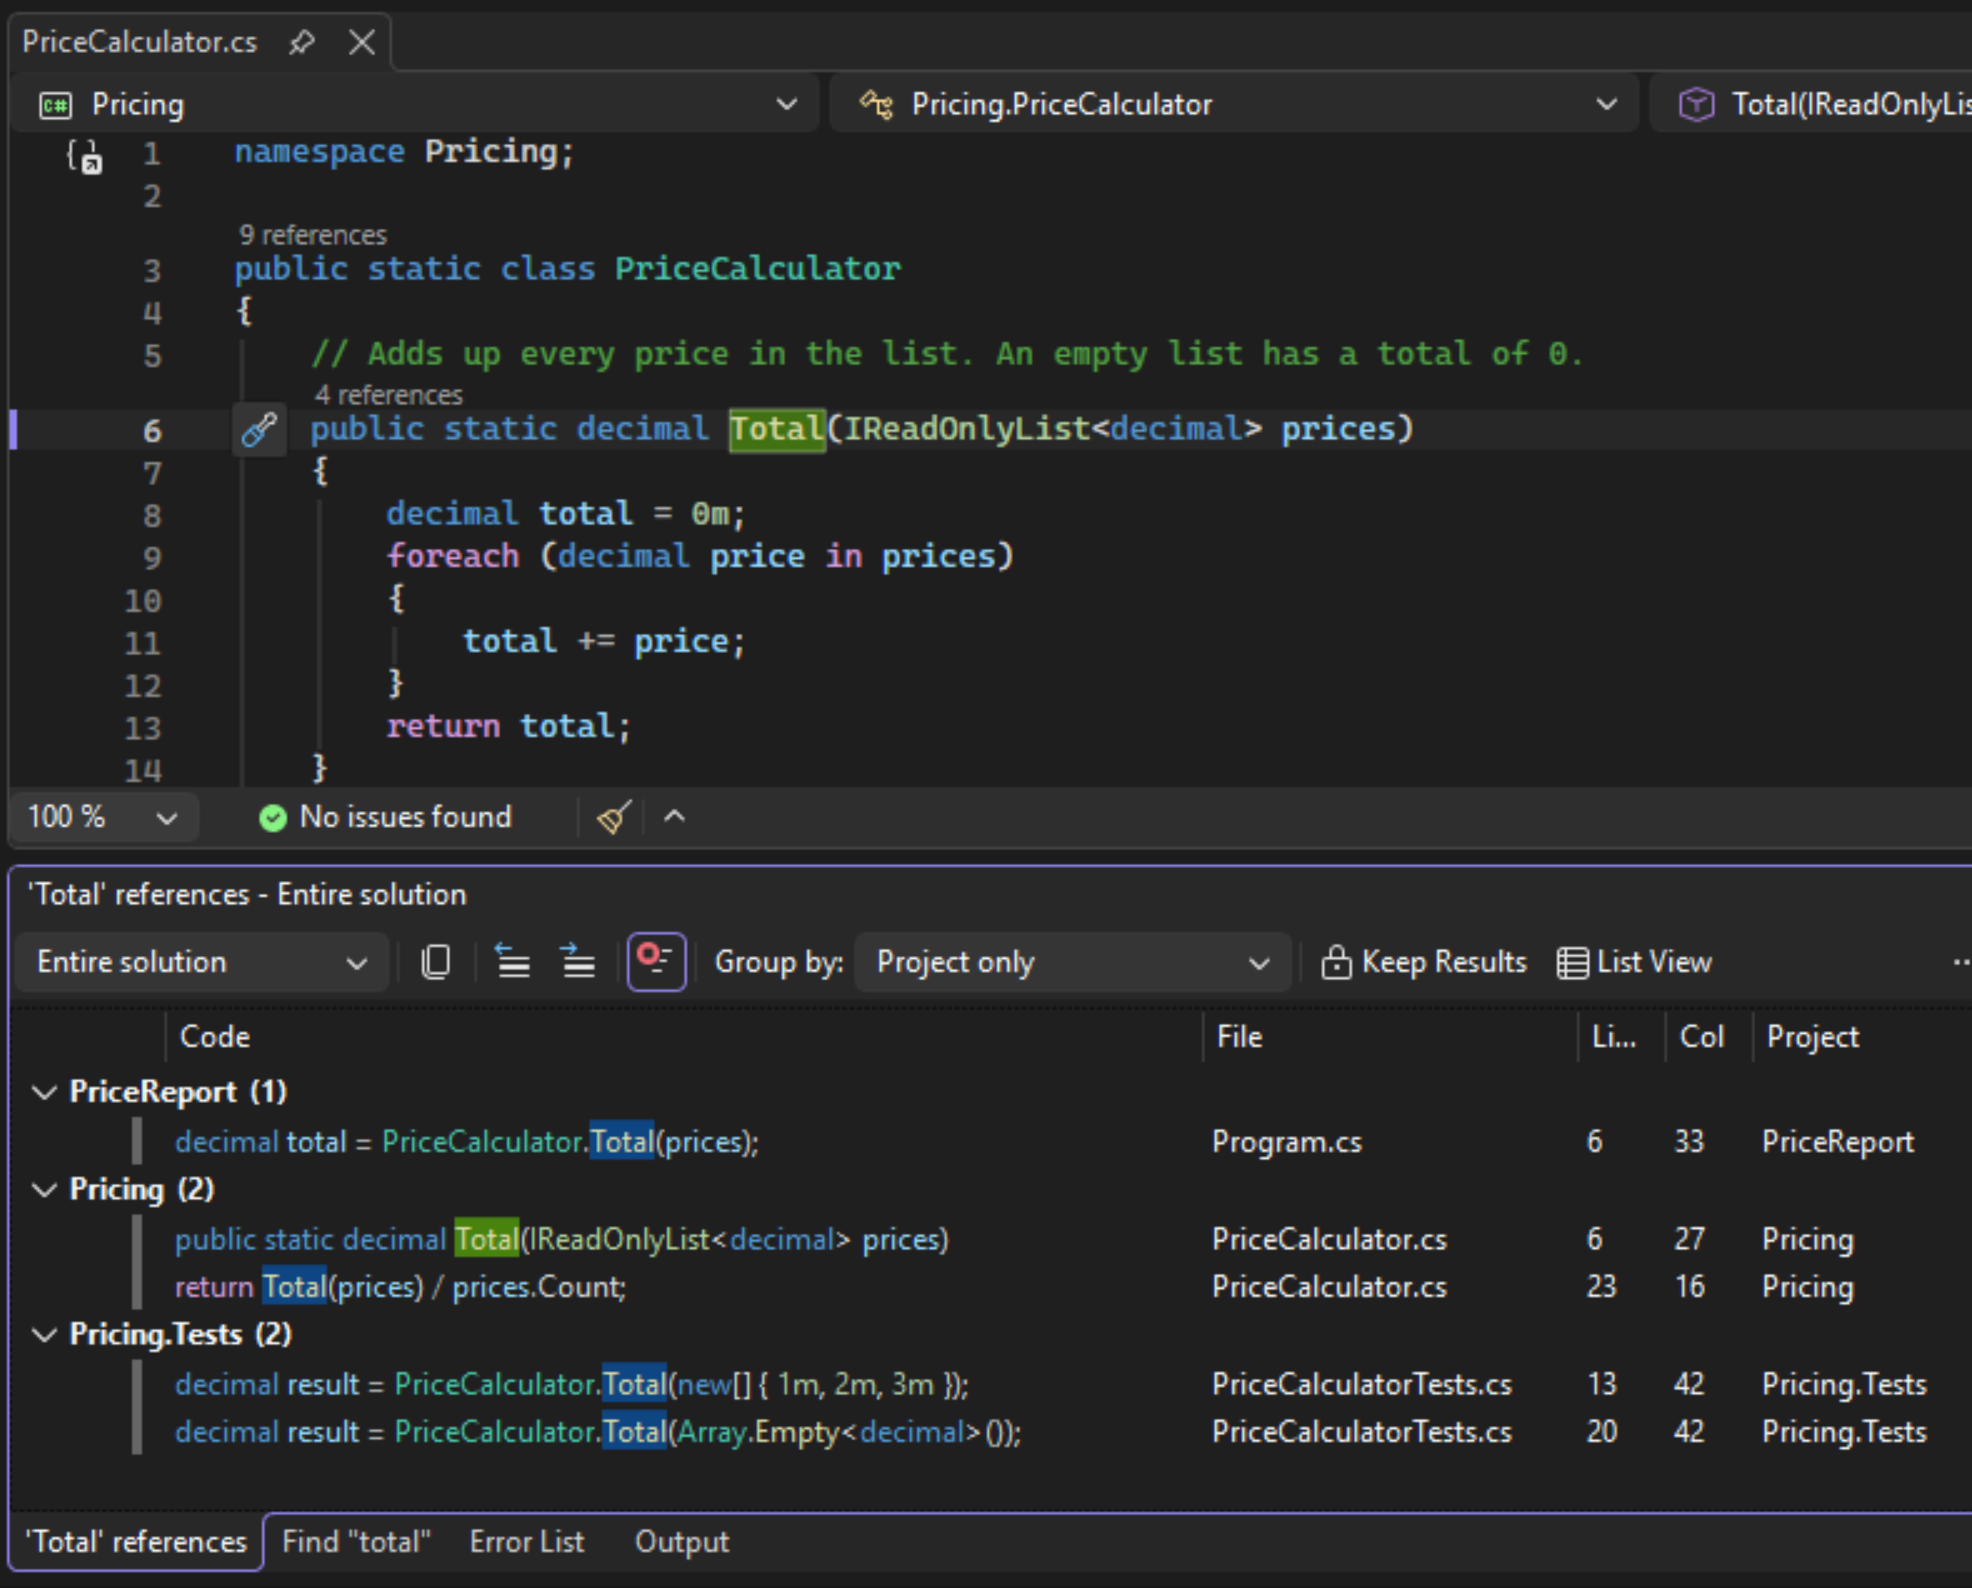 PriceCalculator.cs
Pricing Pricing.PriceCalculator Total(IReadOnlyLis
1 namespace Pricing;
2
9 references
3 public static class PriceCalculator
4 {
5 // Adds up every price in the list. An empty list has a total of 0.
4 references
6 public static decimal Total(IReadOnlyList<decimal> prices)
7 {
8 decimal total = 0m;
9 foreach (decimal price in prices)
10 {
11 total += price;
12 }
13 return total;
14 }
100 % No issues found
'Total' references - Entire solution
Entire solution Group by: Project only Keep Results List View
Code File Li... Col Project
PriceReport (1)
decimal total = PriceCalculator.Total(prices); Program.cs 6 33 PriceReport
Pricing (2)
public static decimal Total(IReadOnlyList<decimal> prices) PriceCalculator.cs 6 27 Pricing
return Total(prices) / prices.Count; PriceCalculator.cs 23 16 Pricing
Pricing.Tests (2)
decimal result = PriceCalculator.Total(new[] { 1m, 2m, 3m }); PriceCalculatorTests.cs 13 42 Pricing.Tests
decimal result = PriceCalculator.Total(Array.Empty<decimal>()); PriceCalculatorTests.cs 20 42 Pricing.Tests
'Total' references Find "total" Error List Output